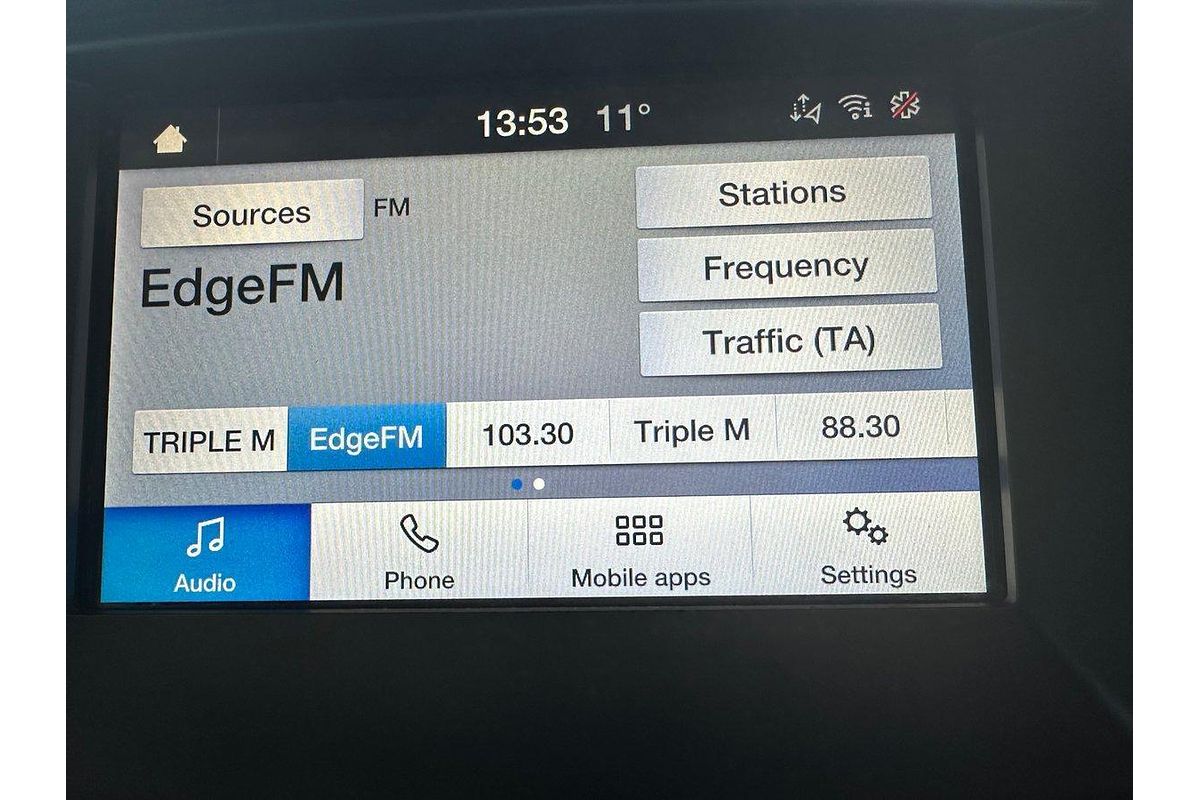 13:53 11°
Sources FM
Stations
EdgeFM
Frequency
Traffic (TA)
TRIPLE M EdgeFM 103.30 Triple M 88.30
Audio Phone Mobile apps Settings